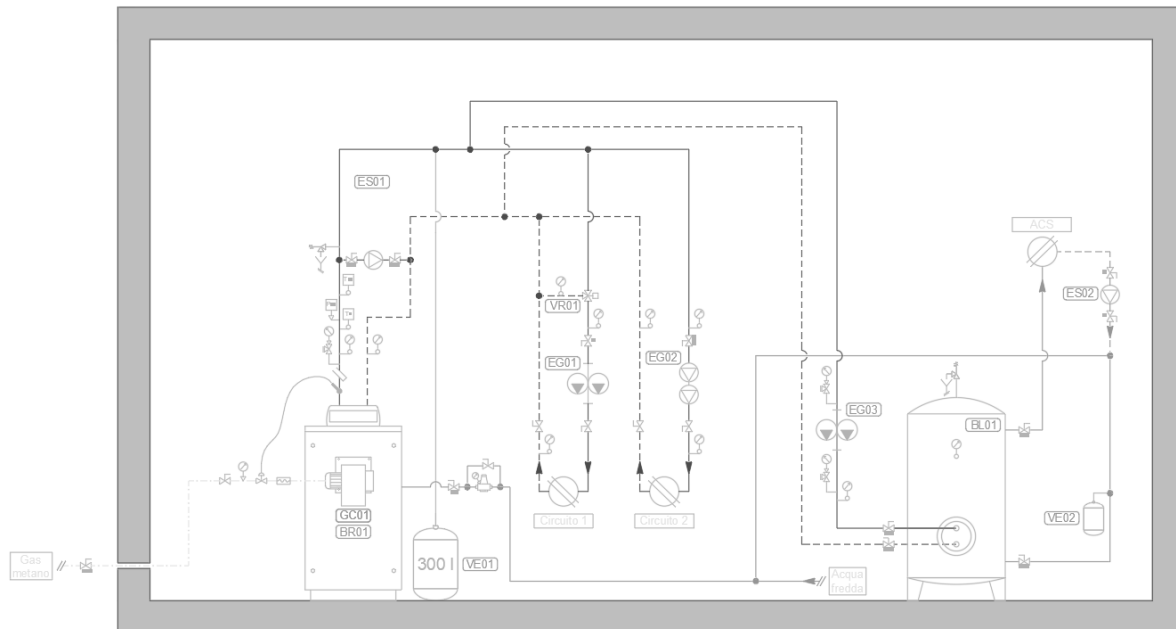 ES01
ACS
ES02
VR01
EG01
EG02
EG03
BL01
GC01
BR01
300 l
VE01
Circuito 1
Circuito 2
VE02
Gas
metano
Acqua
fredda